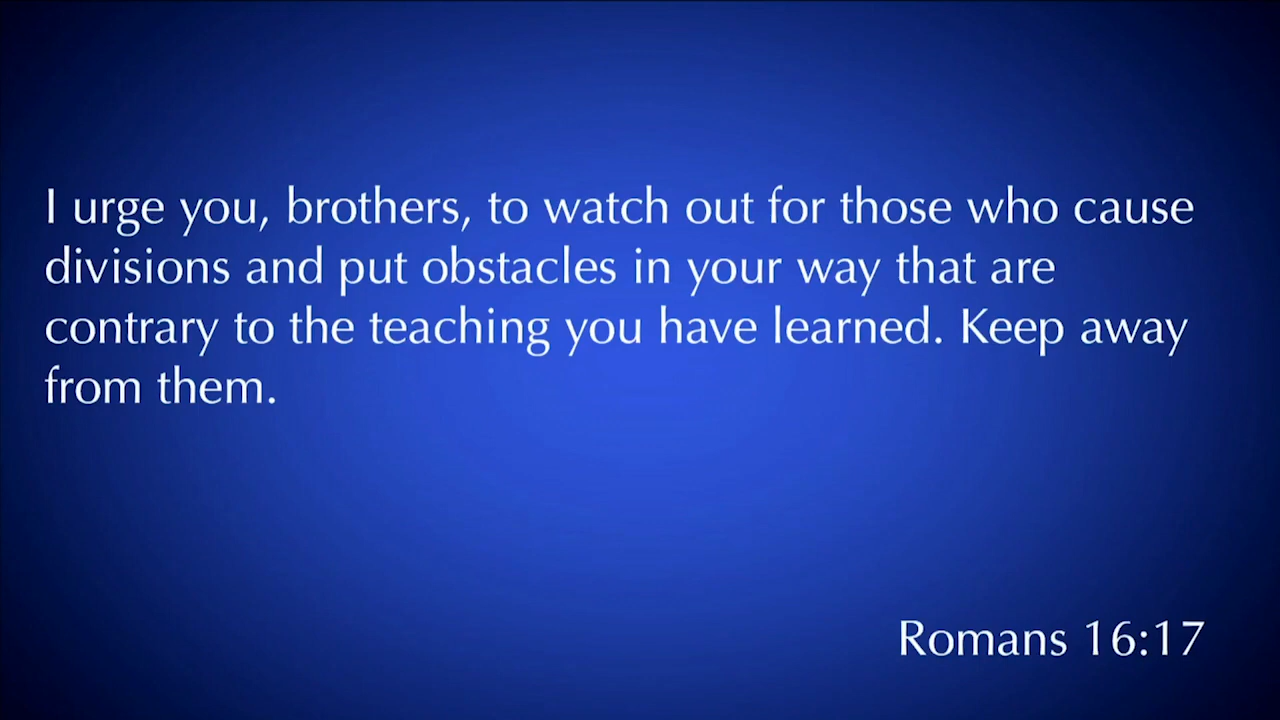 I urge you, brothers, to watch out for those who cause
divisions and put obstacles in your way that are
contrary to the teaching you have learned. Keep away
from them.
Romans 16:17